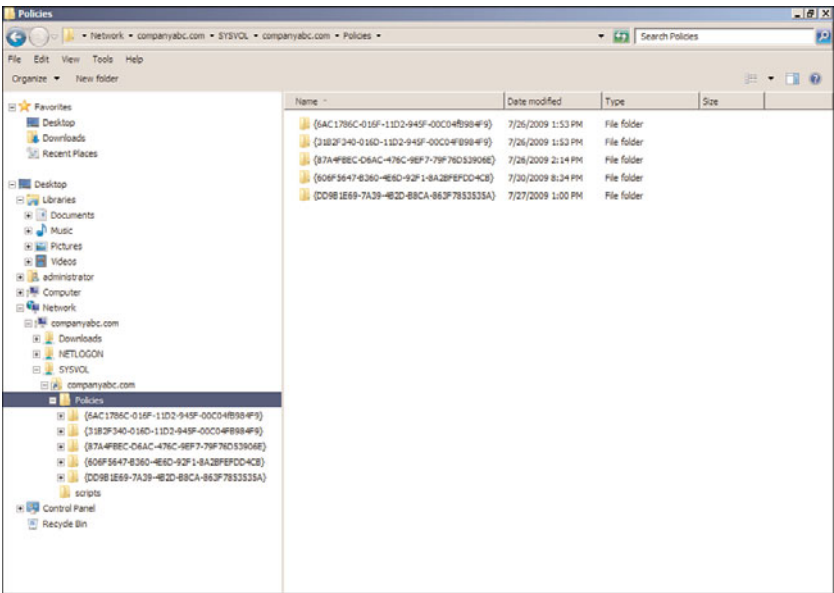 Policies
Network • companyabc.com • SYSVOL • companyabc.com • Policies
Search Policies
File Edit View Tools Help
Organize New folder
Name Date modified Type Size
{6AC1786C-016F-11D2-945F-00C04fB984F9} 7/26/2009 1:53 PM File folder
{31B2F340-016D-11D2-945F-00C04FB984F9} 7/26/2009 1:53 PM File folder
{87A4FBEC-D6AC-476C-9EF7-79F76D53906E} 7/26/2009 2:14 PM File folder
{606F5647-B360-4E6D-92F1-8A2BFEFDD4CB} 7/30/2009 8:34 PM File folder
{DD9B1E69-7A39-4B2D-B8CA-863F7853535A} 7/27/2009 1:00 PM File folder
Favorites
Desktop
Downloads
Recent Places
Desktop
Libraries
Documents
Music
Pictures
Videos
administrator
Computer
Network
companyabc.com
Downloads
NETLOGON
SYSVOL
companyabc.com
Policies
{6AC1786C-016F-11D2-945F-00C04fB984F9}
{31B2F340-016D-11D2-945F-00C04FB984F9}
{87A4FBEC-D6AC-476C-9EF7-79F76D53906E}
{606F5647-B360-4E6D-92F1-8A2BFEFDD4CB}
{DD9B1E69-7A39-4B2D-B8CA-863F7853535A}
scripts
Control Panel
Recycle Bin